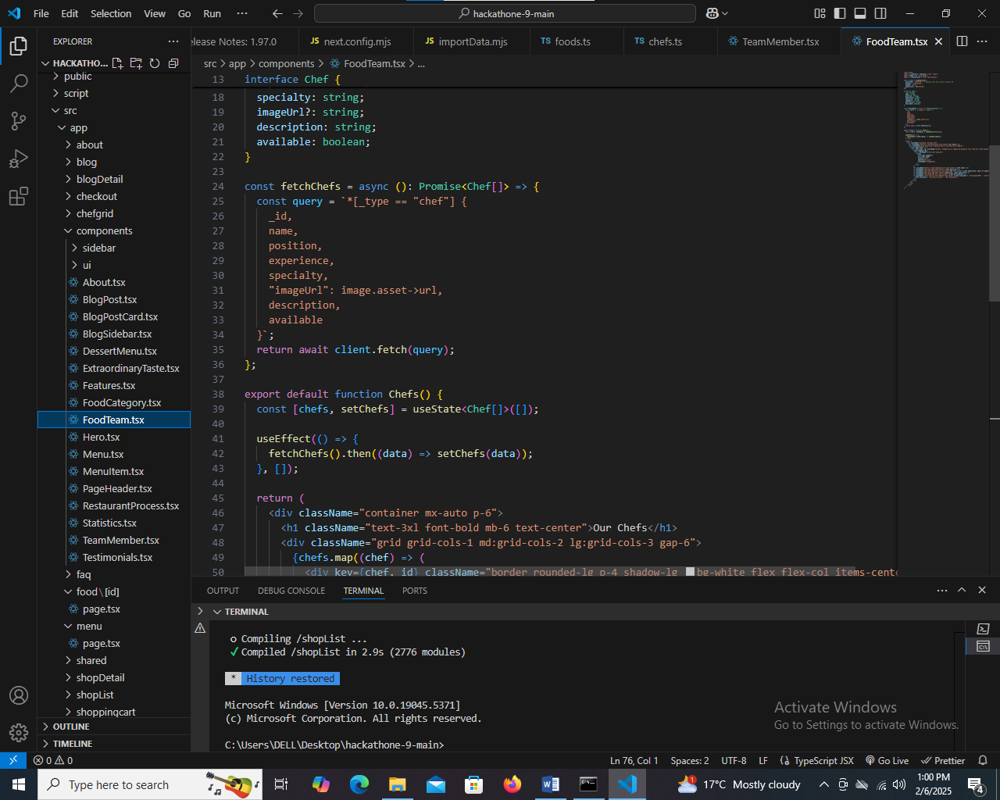 File Edit Selection View Go Run ··· hackathone-9-main
EXPLORER ···
elease Notes: 1.97.0 JS next.config.mjs JS importData.mjs TS foods.ts TS chefs.ts TeamMember.tsx FoodTeam.tsx
HACKATHO...
public
script
src
app
about
blog
blogDetail
checkout
chefgrid
components
sidebar
ui
About.tsx
BlogPost.tsx
BlogPostCard.tsx
BlogSidebar.tsx
DessertMenu.tsx
ExtraordinaryTaste.tsx
Features.tsx
FoodCategory.tsx
FoodTeam.tsx
Hero.tsx
Menu.tsx
MenuItem.tsx
PageHeader.tsx
RestaurantProcess.tsx
Statistics.tsx
TeamMember.tsx
Testimonials.tsx
faq
food\[id]
page.tsx
menu
page.tsx
shared
shopDetail
shopList
shoppingcart
OUTLINE
TIMELINE
src > app > components > FoodTeam.tsx > ...
13 interface Chef {
18 specialty: string;
19 imageUrl?: string;
20 description: string;
21 available: boolean;
22 }
23
24 const fetchChefs = async (): Promise<Chef[]> => {
25 const query = `*[_type == "chef"] {
26 _id,
27 name,
28 position,
29 experience,
30 specialty,
31 "imageUrl": image.asset->url,
32 description,
33 available
34 }`;
35 return await client.fetch(query);
36 };
37
38 export default function Chefs() {
39 const [chefs, setChefs] = useState<Chef[]>([]);
40
41 useEffect(() => {
42 fetchChefs().then((data) => setChefs(data));
43 }, []);
44
45 return (
46 <div className="container mx-auto p-6">
47 <h1 className="text-3xl font-bold mb-6 text-center">Our Chefs</h1>
48 <div className="grid grid-cols-1 md:grid-cols-2 lg:grid-cols-3 gap-6">
49 {chefs.map((chef) => (
50 <div key={chef._id} className="border rounded-lg p-4 shadow-lg bg-white flex flex-col items-cente
OUTPUT DEBUG CONSOLE TERMINAL PORTS
TERMINAL
○ Compiling /shopList ...
✓ Compiled /shopList in 2.9s (2776 modules)
* History restored
Microsoft Windows [Version 10.0.19045.5371]
(c) Microsoft Corporation. All rights reserved.
C:\Users\DELL\Desktop\hackathone-9-main>
Activate Windows
Go to Settings to activate Windows.
0 0 Ln 76, Col 1 Spaces: 2 UTF-8 LF TypeScript JSX Go Live Prettier
Type here to search 1 17°C Mostly cloudy 1:00 PM
2/6/2025 4